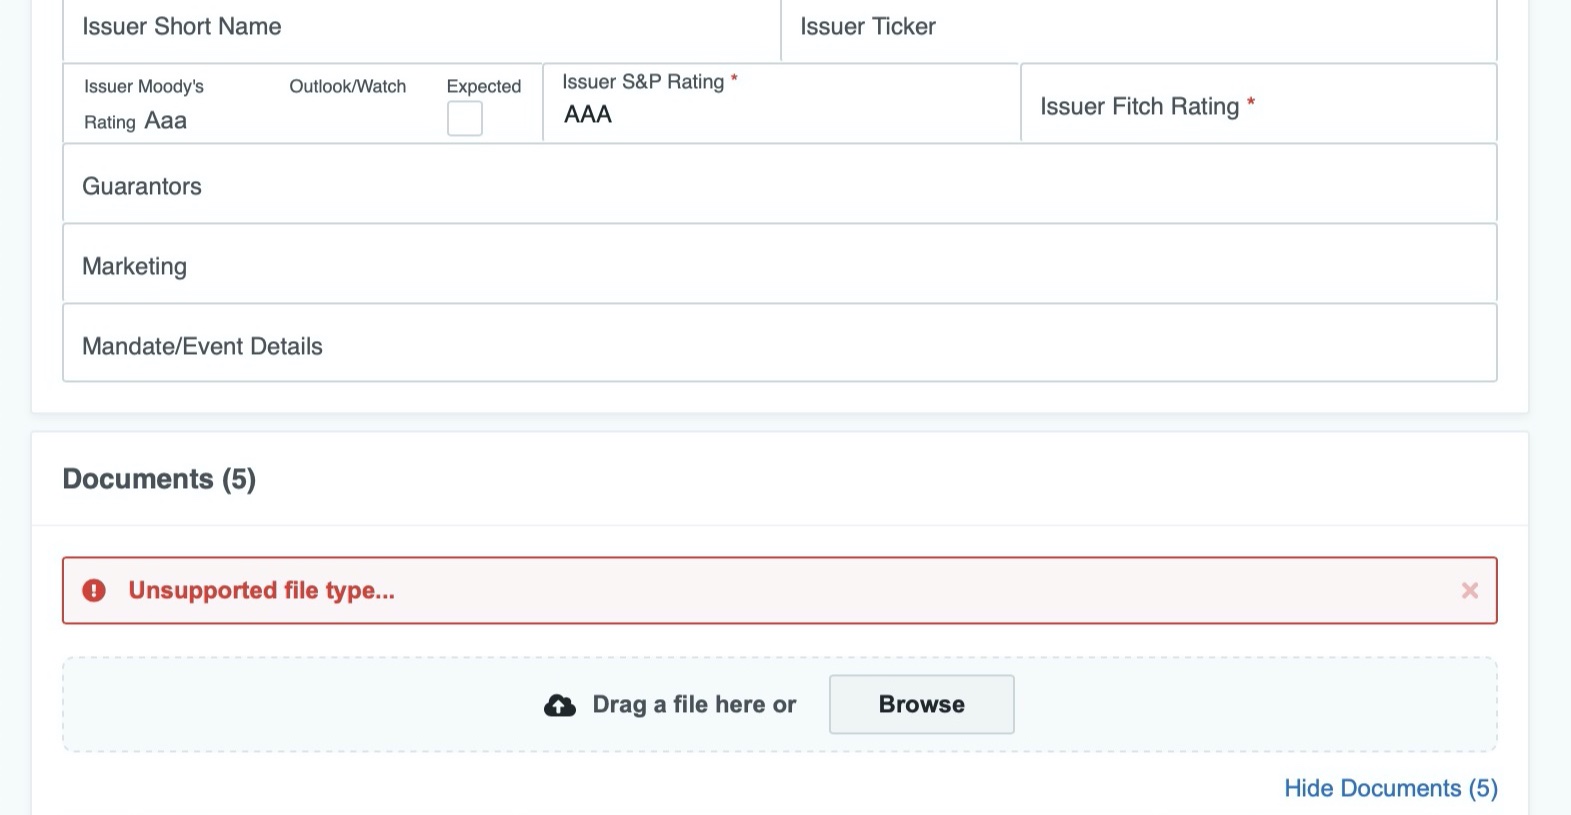 Issuer Short Name
Issuer Ticker
Issuer Moody's
Rating Aaa
Outlook/Watch
Expected
Issuer S&P Rating *
AAA
Issuer Fitch Rating *
Guarantors
Marketing
Mandate/Event Details
Documents (5)
Unsupported file type...
Drag a file here or
Browse
Hide Documents (5)